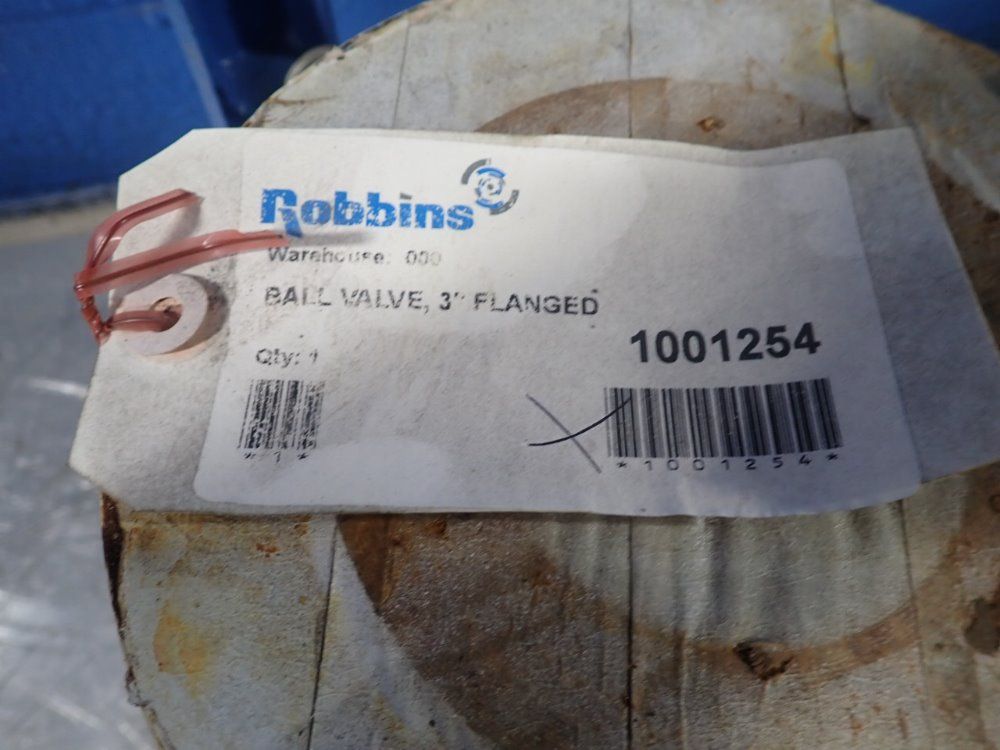 Robbins
Warehouse: 000
BALL VALVE, 3" FLANGED
1001254
Qty: 1
*1*
*1001254*